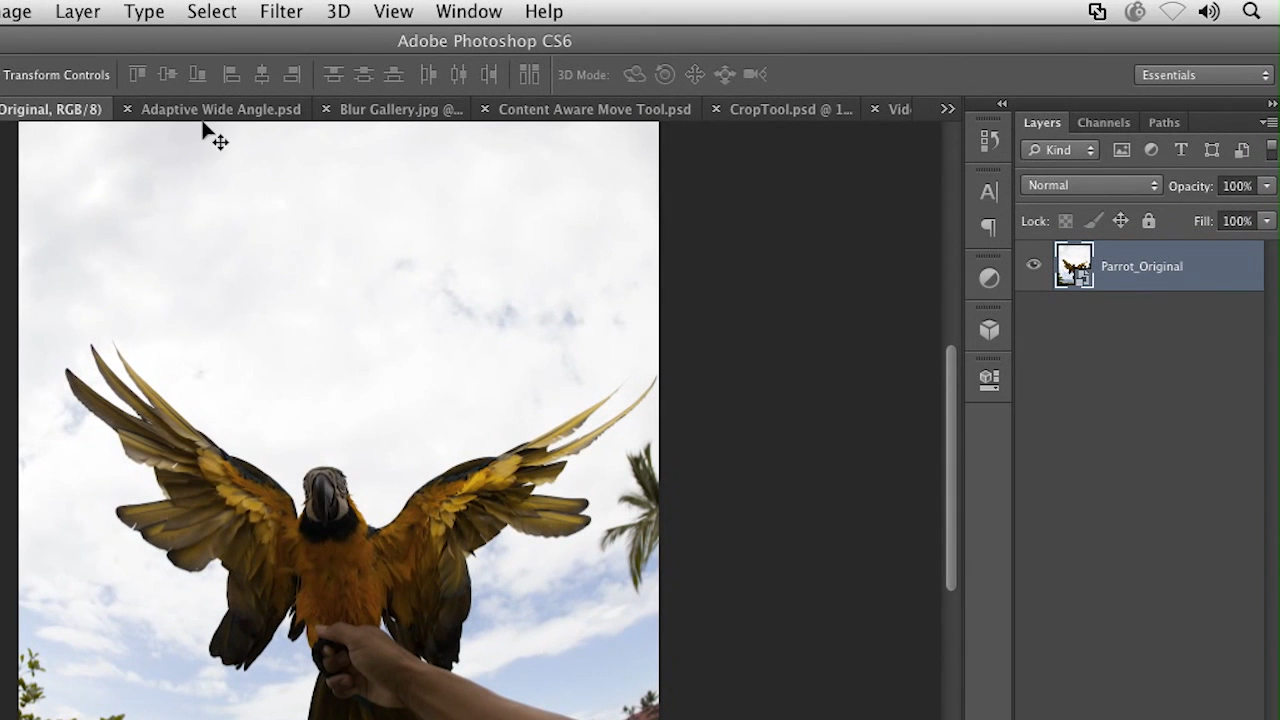 age Layer Type Select Filter 3D View Window Help
Adobe Photoshop CS6
Transform Controls 3D Mode: Essentials
Original, RGB/8) × Adaptive Wide Angle.psd × Blur Gallery.jpg @... × Content Aware Move Tool.psd × CropTool.psd @ 1... × Vid >>
Layers Channels Paths
Kind
Normal Opacity: 100%
Lock: Fill: 100%
Parrot_Original